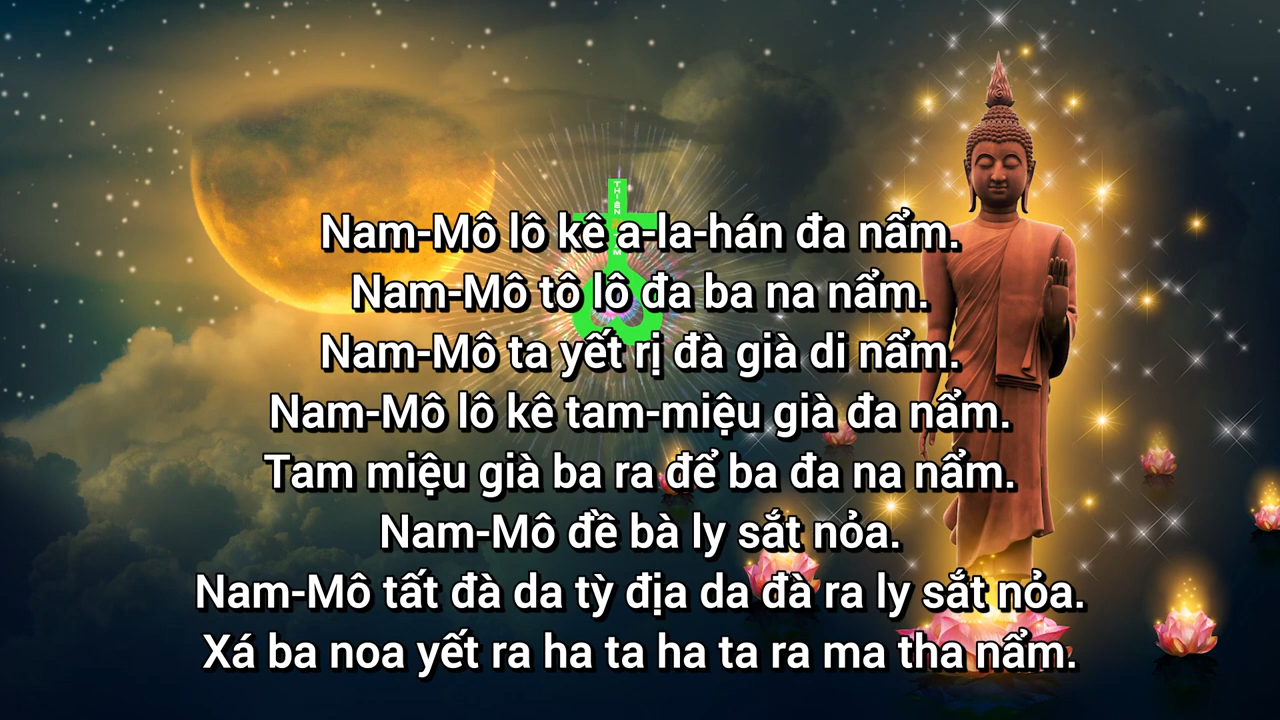 Nam-Mô lô kê a-la-hán đa nẩm.
Nam-Mô tô lô đa ba na nẩm.
Nam-Mô ta yết rị đà già di nẩm.
Nam-Mô lô kê tam-miệu già đa nẩm.
Tam miệu già ba ra để ba đa na nẩm.
Nam-Mô đề bà ly sắt nỏa.
Nam-Mô tất đà da tỳ địa da đà ra ly sắt nỏa.
Xá ba noa yết ra ha ta ha ta ra ma tha nẩm.